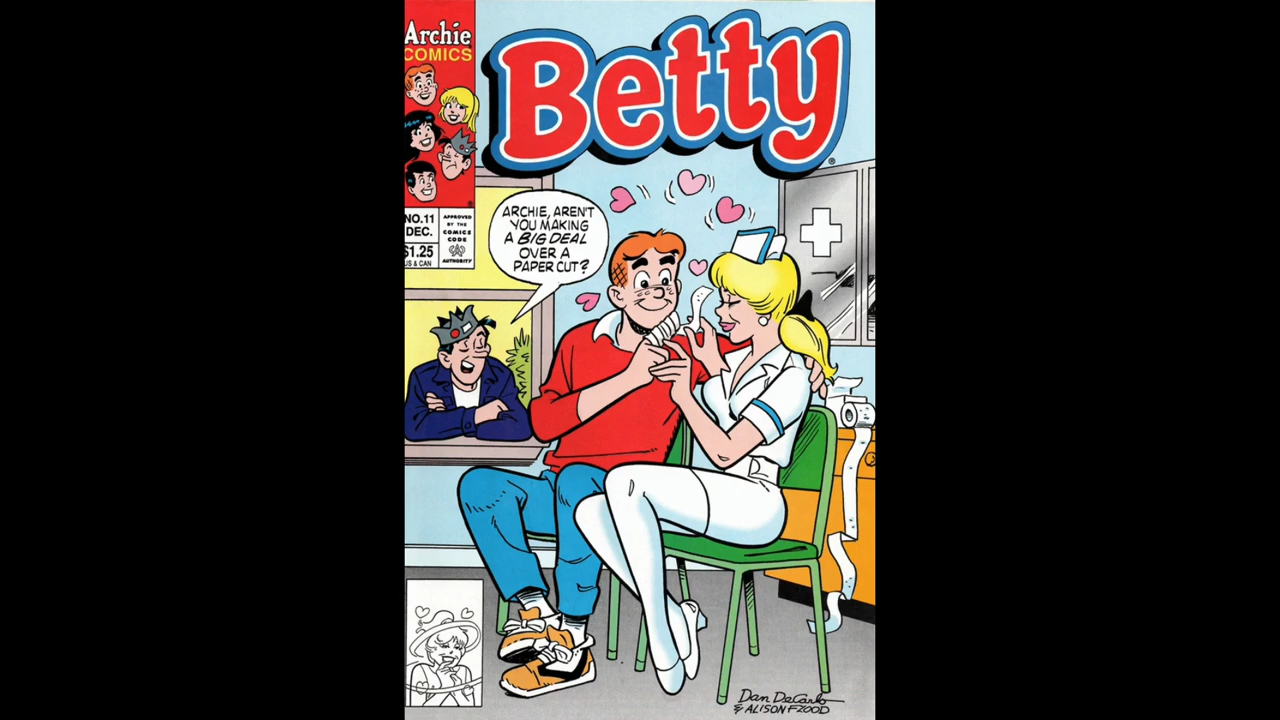 Archie
COMICS
Betty
®
®
NO.11
DEC.
$1.25
US & CAN
APPROVED
BY THE
COMICS
CODE
CA
AUTHORITY
ARCHIE, AREN'T
YOU MAKING
A BIG DEAL
OVER A
PAPER CUT?
Dan DeCarlo
& ALISON FLOOD